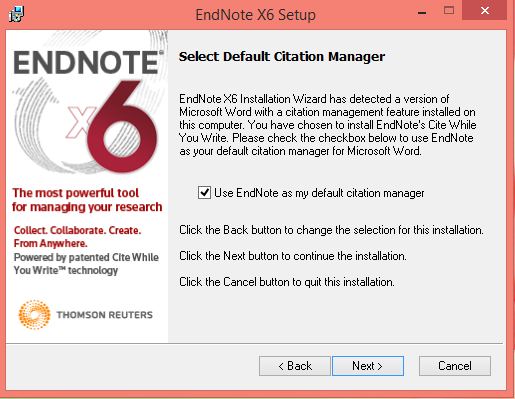 EndNote X6 Setup
ENDNOTE
X6
The most powerful tool
for managing your research
Collect. Collaborate. Create.
From Anywhere.
Powered by patented Cite While
You Write™ technology
THOMSON REUTERS
Select Default Citation Manager
EndNote X6 Installation Wizard has detected a version of
Microsoft Word with a citation management feature installed on
this computer. You have chosen to install EndNote's Cite While
You Write. Please check the checkbox below to use EndNote
as your default citation manager for Microsoft Word.
Use EndNote as my default citation manager
Click the Back button to change the selection for this installation.
Click the Next button to continue the installation.
Click the Cancel button to quit this installation.
< Back
Next >
Cancel